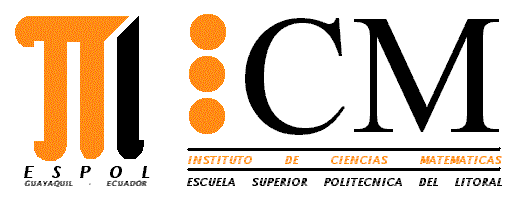 ESPOL
GUAYAQUIL - ECUADOR
ICM
INSTITUTO DE CIENCIAS MATEMATICAS
ESCUELA SUPERIOR POLITECNICA DEL LITORAL